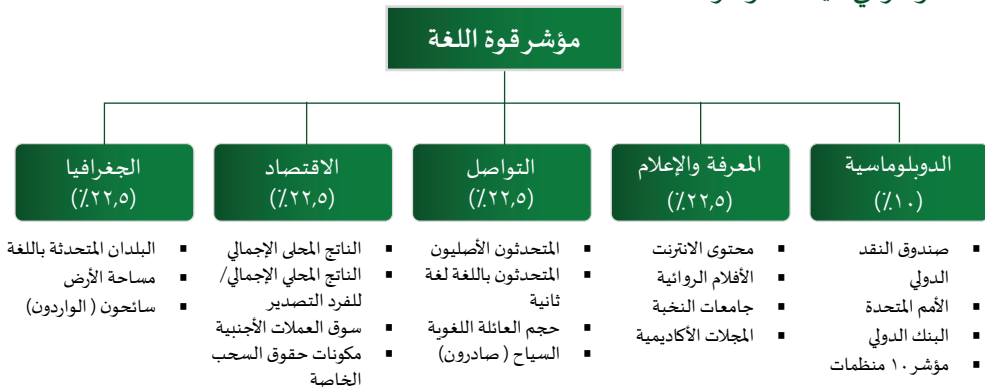 مؤشر قوة اللغة
الدوبلوماسية
(٪١٠)
▪ صندوق النقد
الدولي
▪ الأمم المتحدة
▪ البنك الدولي
▪ مؤشر ١٠ منظمات
المعرفة والإعلام
(٪٢٢,٥)
▪ محتوى الانترنت
▪ الأفلام الروائية
▪ جامعات النخبة
▪ المجلات الأكاديمية
التواصل
(٪٢٢,٥)
▪ المتحدثون الأصليون
▪ المتحدثون باللغة لغة
ثانية
▪ حجم العائلة اللغوية
▪ السياح ( صادرون)
الاقتصاد
(٪٢٢,٥)
▪ الناتج المحلى الإجمالي
▪ الناتج المحلي الإجمالي/
للفرد التصدير
▪ سوق العملات الأجنبية
▪ مكونات حقوق السحب
الخاصة
الجغرافيا
(٪٢٢,٥)
▪ البلدان المتحدثة باللغة
▪ مساحة الأرض
▪ سائحون ( الواردون)